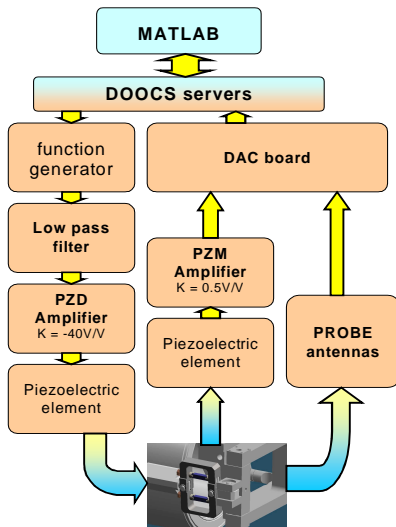 MATLAB
DOOCS servers
function
generator
Low pass
filter
PZD
Amplifier
K = -40V/V
Piezoelectric
element
DAC board
PZM
Amplifier
K = 0.5V/V
Piezoelectric
element
PROBE
antennas